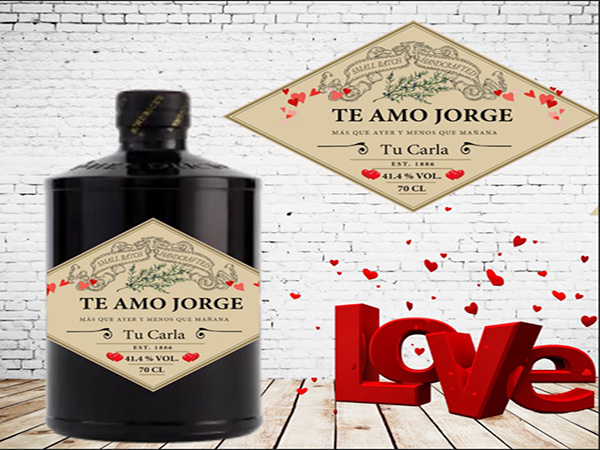 SMALL BATCH HANDCRAFTED
TE AMO JORGE
MÁS QUE AYER Y MENOS QUE MAÑANA
Tu Carla
EST. 1886
41.4 % VOL.
70 CL
SMALL BATCH HANDCRAFTED
TE AMO JORGE
MÁS QUE AYER Y MENOS QUE MAÑANA
Tu Carla
EST. 1886
41.4 % VOL.
70 CL
Love